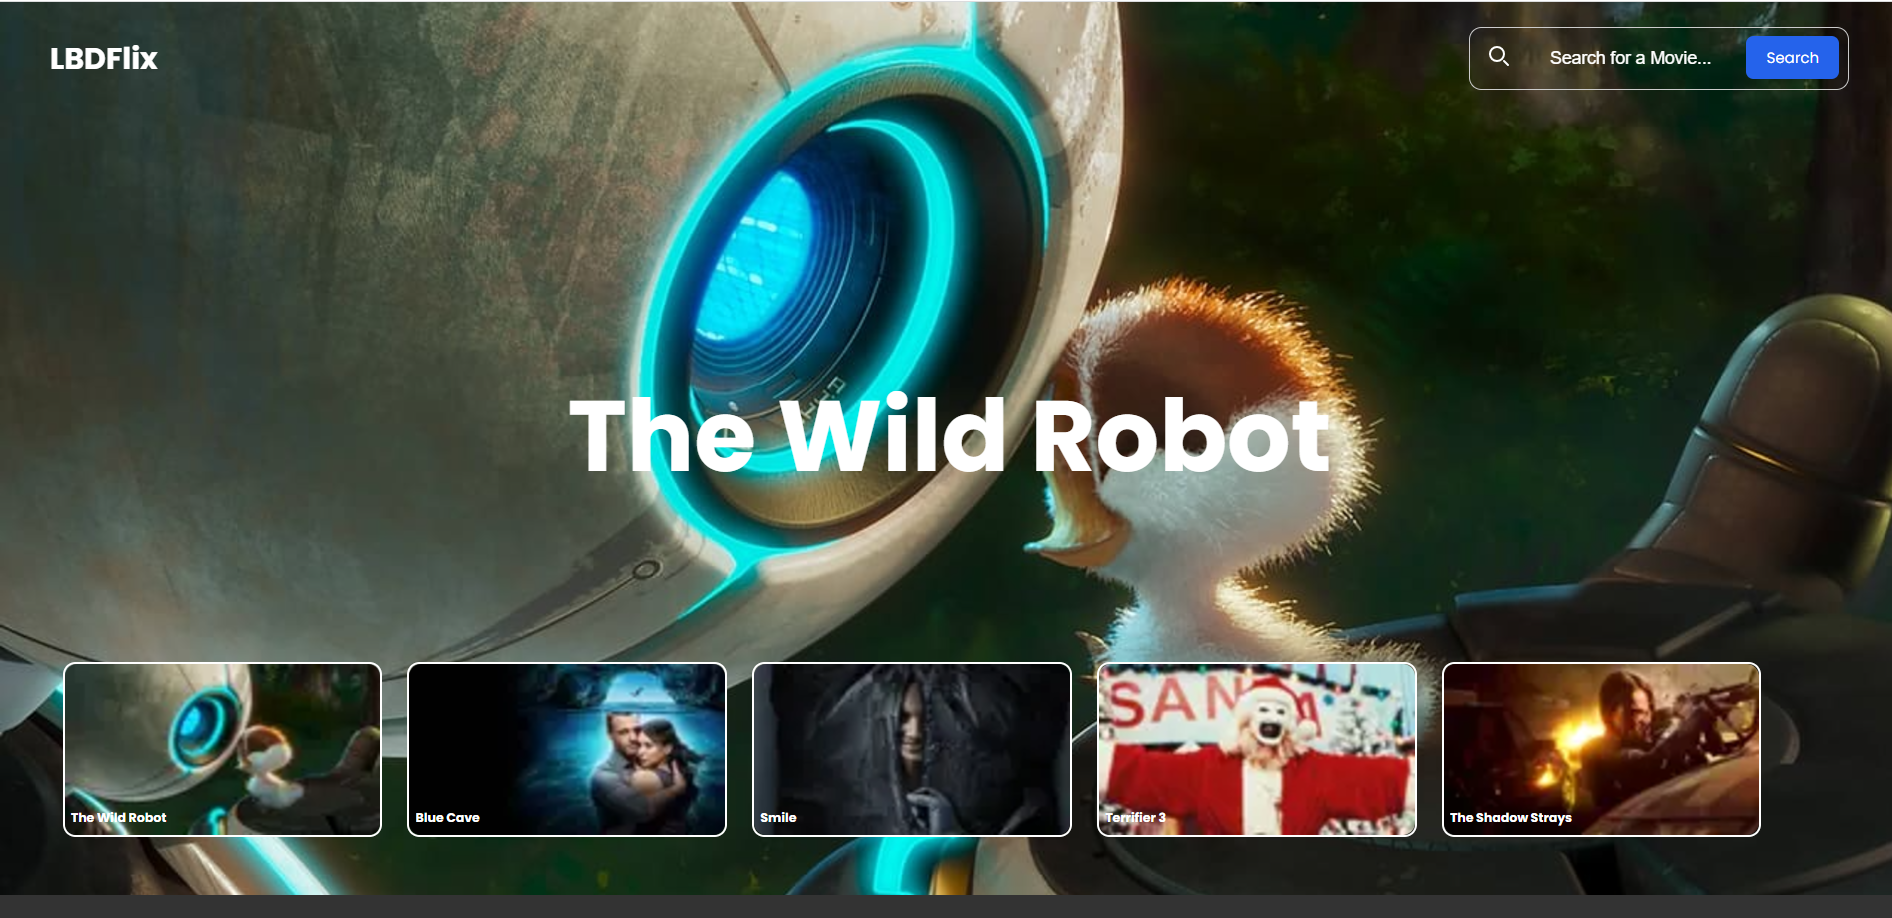 LBDFlix
Search for a Movie...
Search
The Wild Robot
The Wild Robot
Blue Cave
Smile
SANTA
Terrifier 3
The Shadow Strays